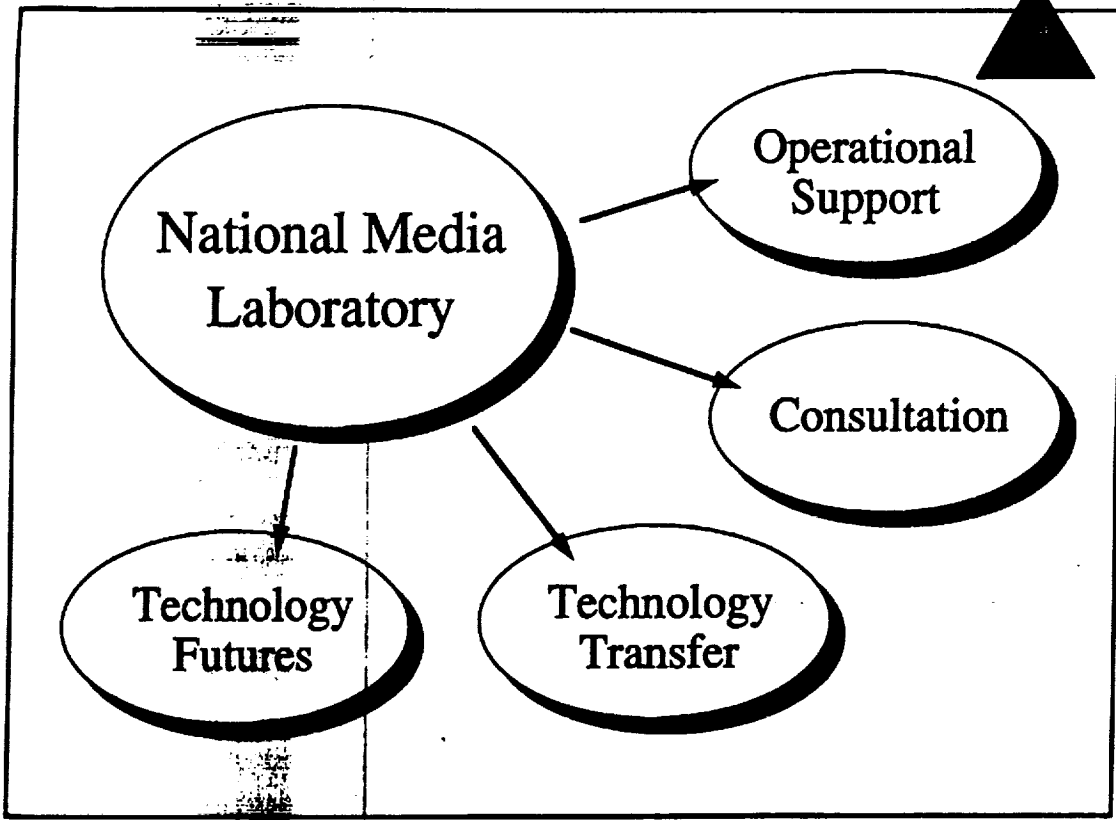 National Media
Laboratory
Operational
Support
Consultation
Technology
Transfer
Technology
Futures